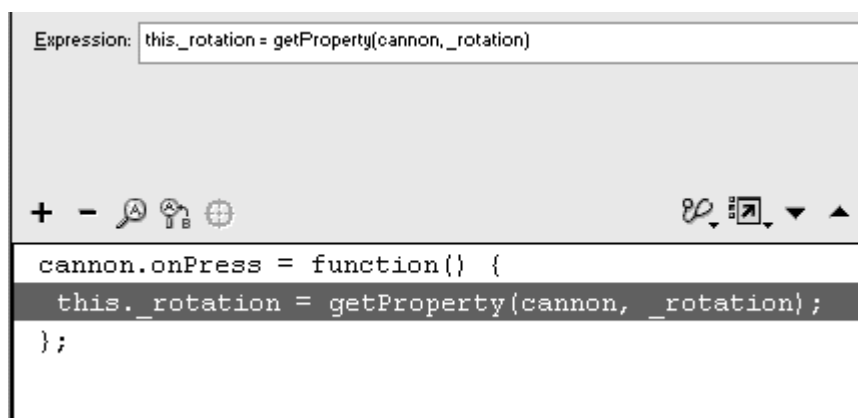 Expression: this._rotation = getProperty(cannon,_rotation)
cannon.onPress = function() {
this._rotation = getProperty(cannon, _rotation);
};